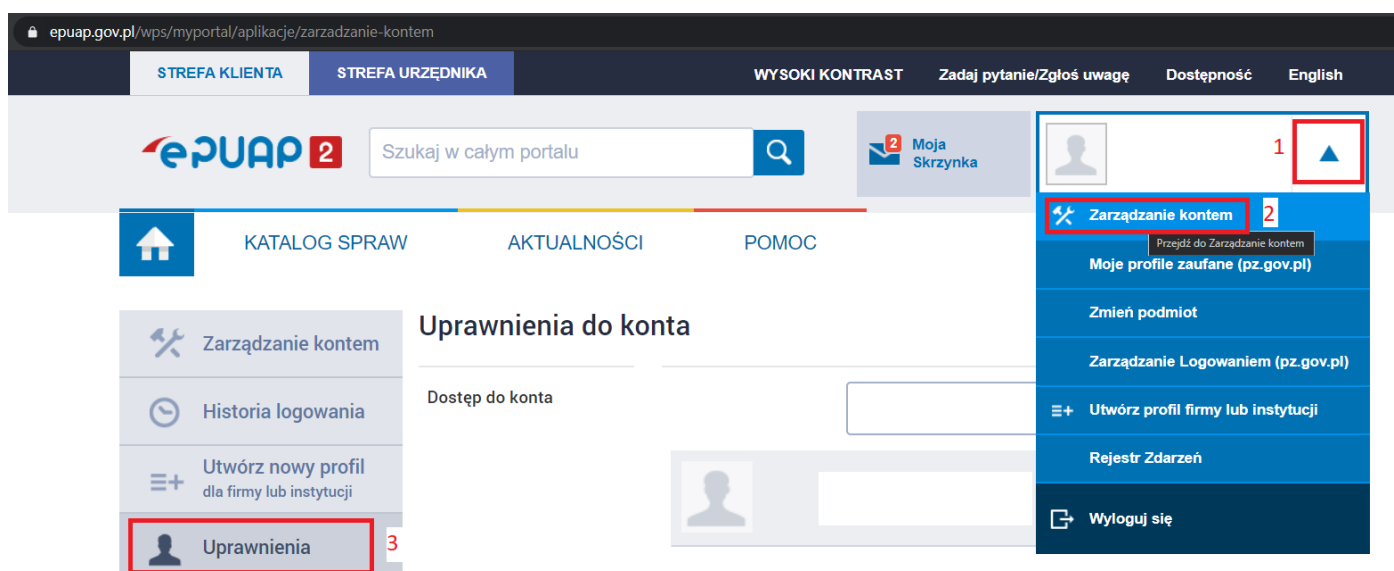 epuap.gov.pl/wps/myportal/aplikacje/zarzadzanie-kontem
STREFA KLIENTA
STREFA URZĘDNIKA
WYSOKI KONTRAST
Zadaj pytanie/Zgłoś uwagę
Dostępność
English
ePUAP 2
Szukaj w całym portalu
2
Moja
Skrzynka
1
Zarządzanie kontem
2
Przejdź do Zarządzanie kontem
Moje profile zaufane (pz.gov.pl)
Zmień podmiot
Zarządzanie Logowaniem (pz.gov.pl)
Utwórz profil firmy lub instytucji
Rejestr Zdarzeń
Wyloguj się
KATALOG SPRAW
AKTUALNOŚCI
POMOC
Zarządzanie kontem
Historia logowania
Utwórz nowy profil
dla firmy lub instytucji
Uprawnienia
3
Uprawnienia do konta
Dostęp do konta